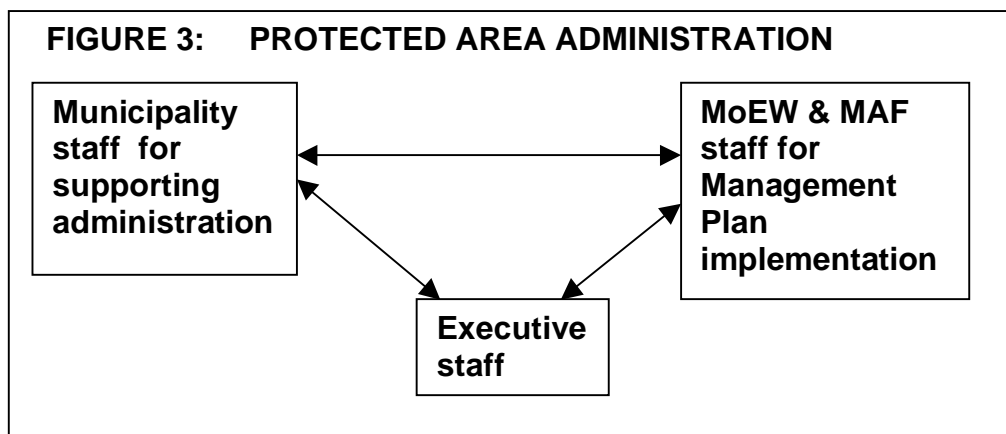 FIGURE 3: PROTECTED AREA ADMINISTRATION
Municipality
staff for
supporting
administration
MoEW & MAF
staff for
Management
Plan
implementation
Executive
staff